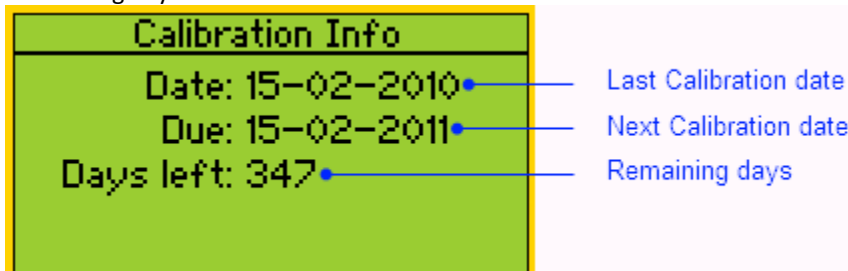 Calibration Info
Date: 15-02-2010 Last Calibration date
Due: 15-02-2011 Next Calibration date
Days left: 347 Remaining days